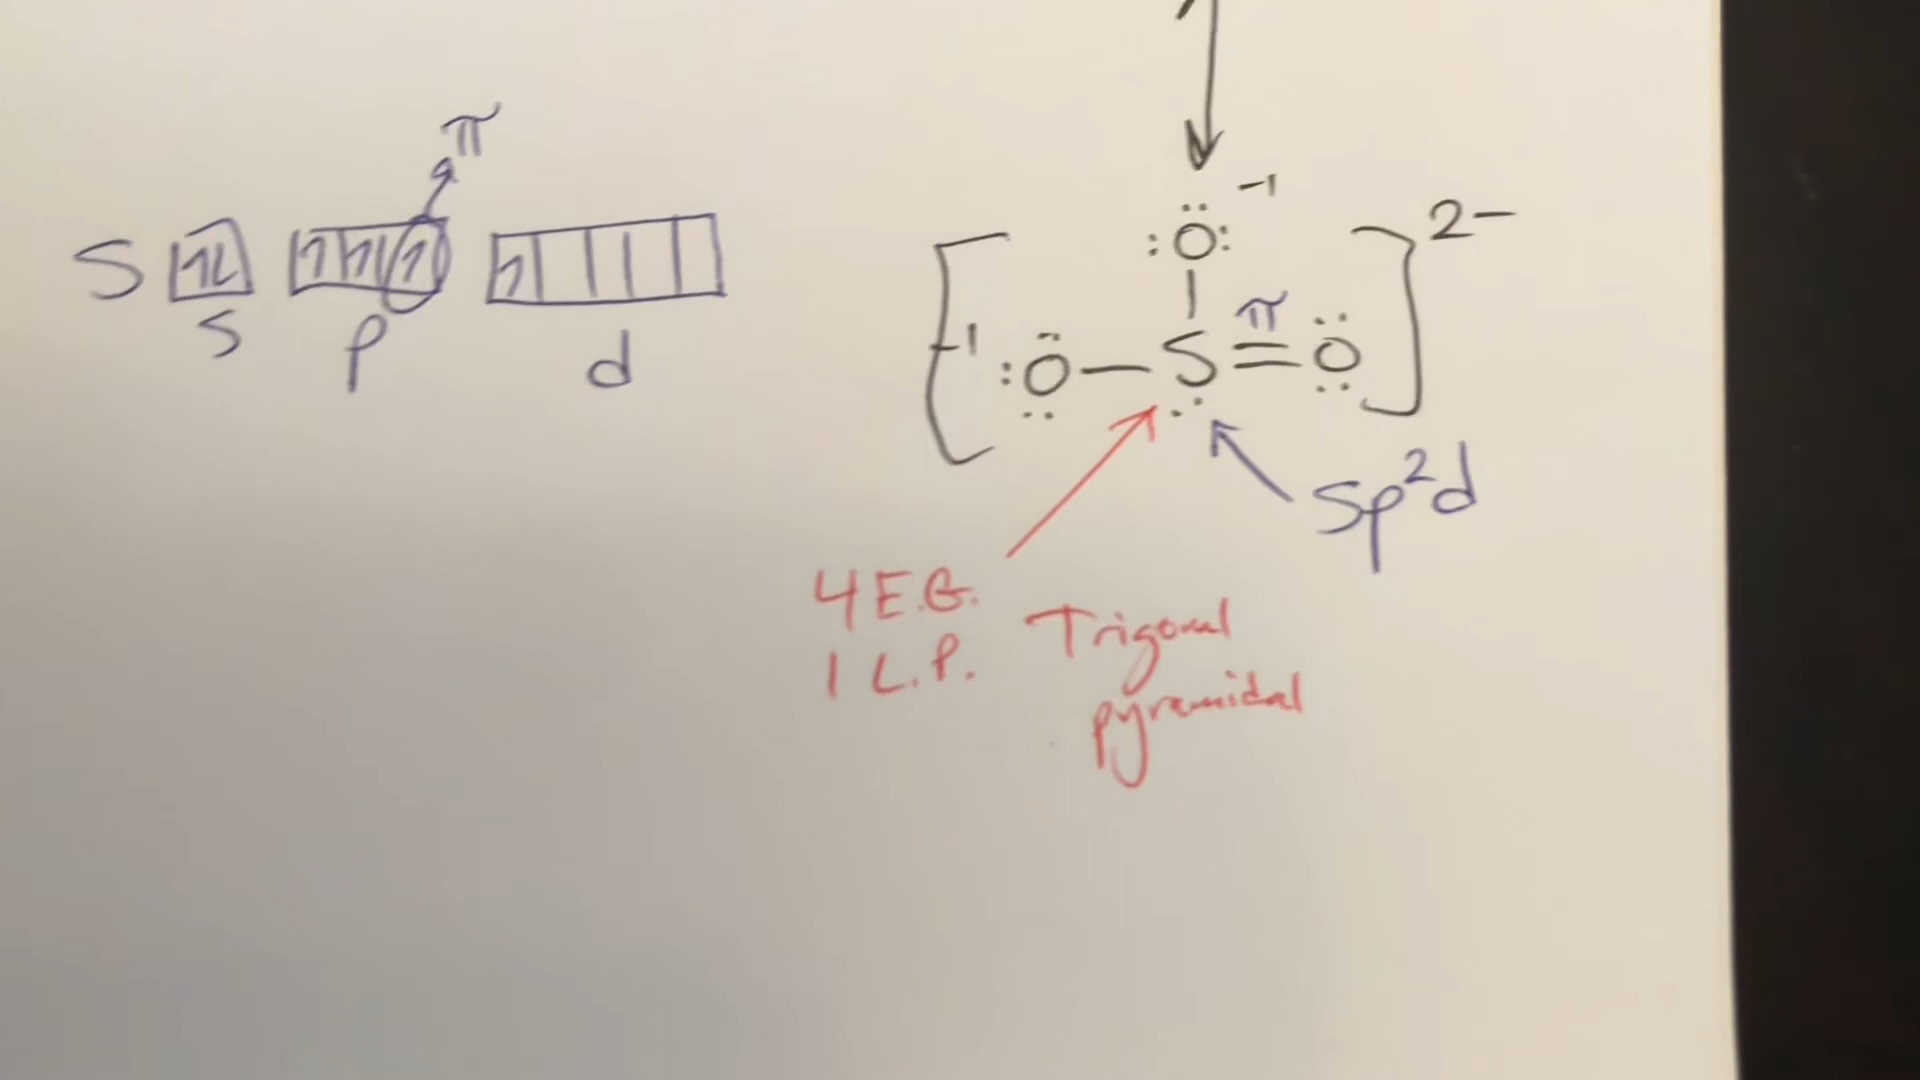 π
S
s p d
2-
-1
:O:
-1 :O—S=O
π
sp²d
4 E.G.
1 L.P.
Trigonal
pyramidal